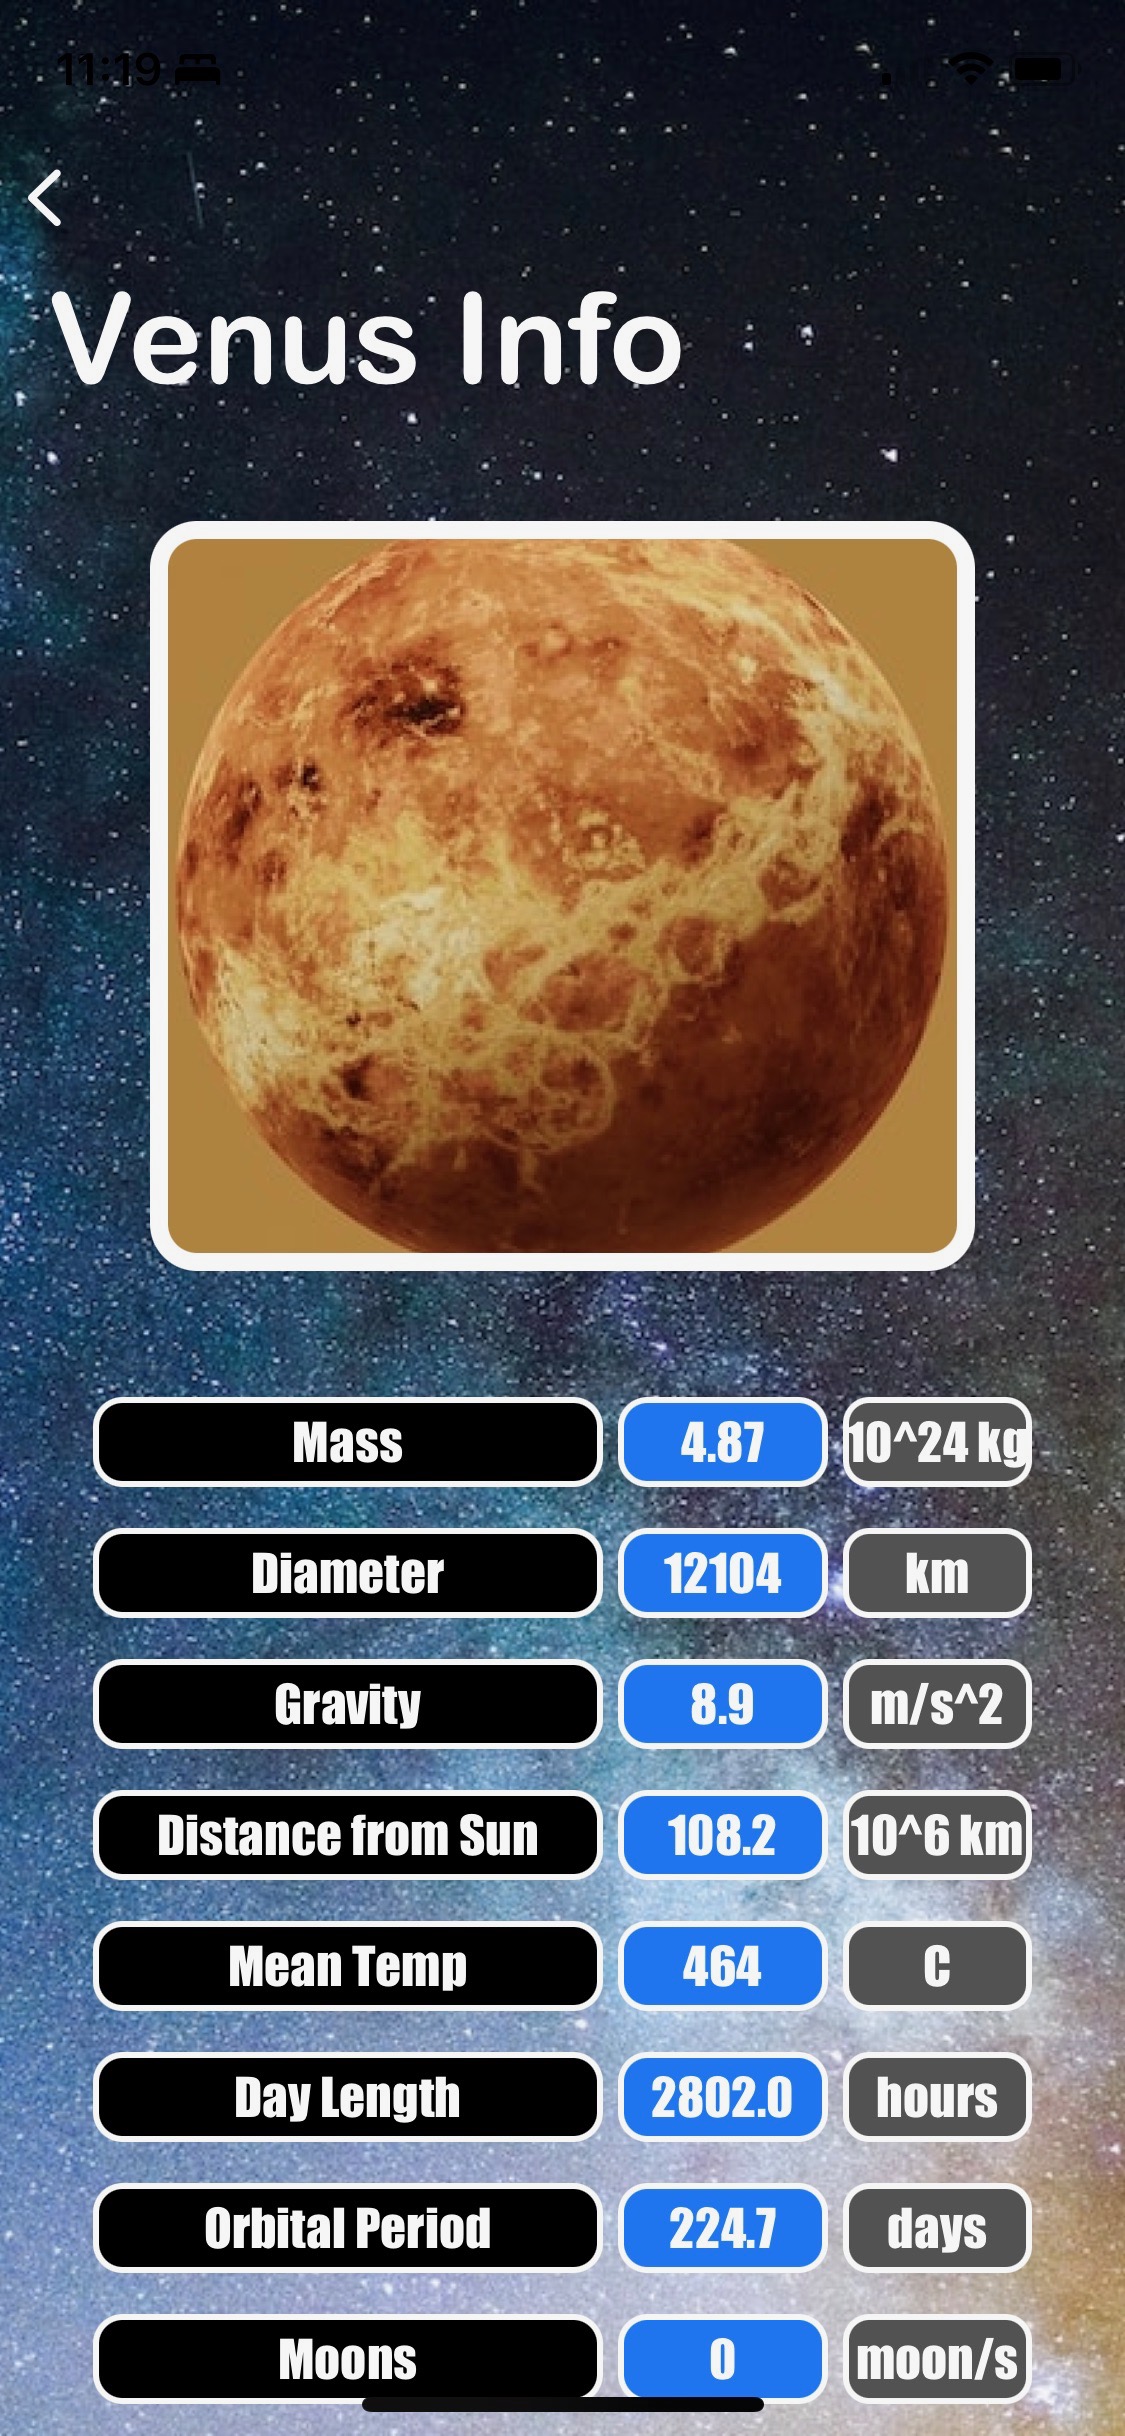 11:19
Venus Info
Mass 4.87 10^24 kg
Diameter 12104 km
Gravity 8.9 m/s^2
Distance from Sun 108.2 10^6 km
Mean Temp 464 C
Day Length 2802.0 hours
Orbital Period 224.7 days
Moons 0 moon/s